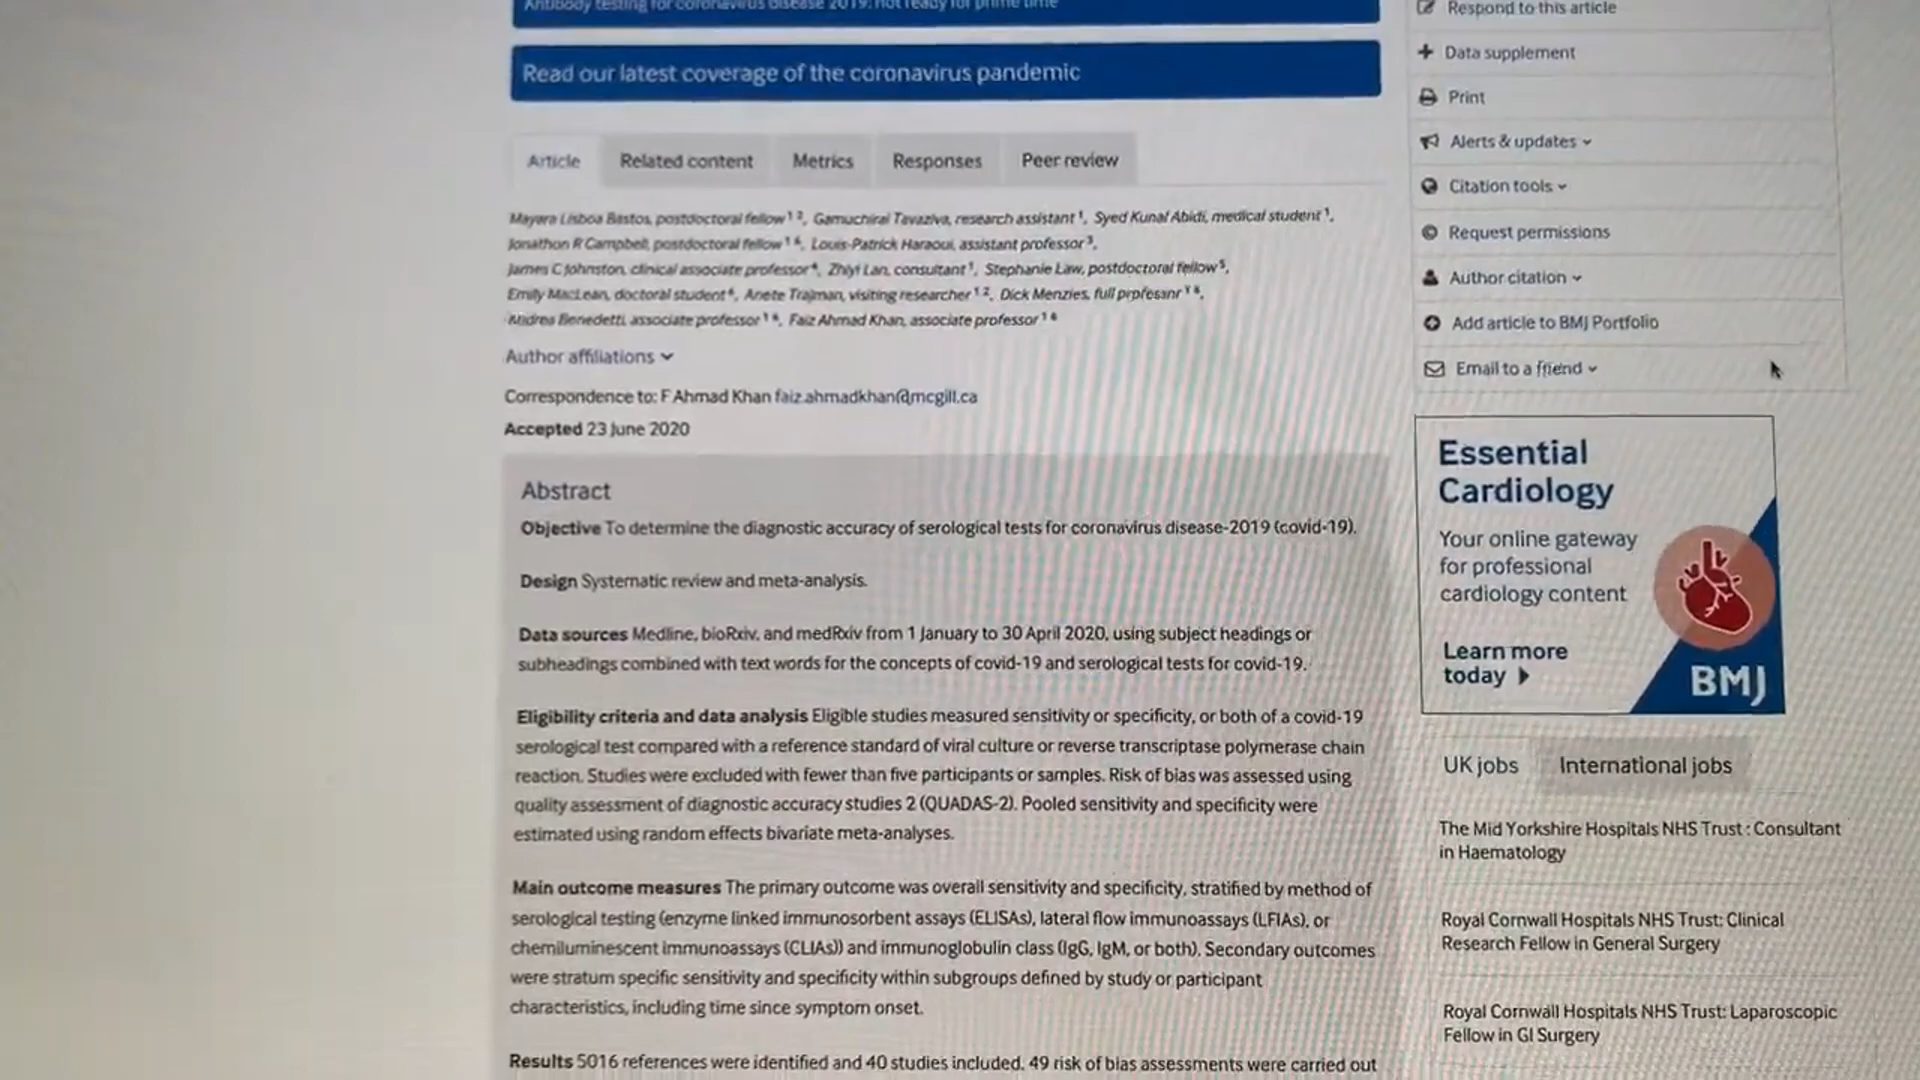 Antibody testing for coronavirus disease 2019: not ready for prime time
Read our latest coverage of the coronavirus pandemic
Article
Related content
Metrics
Responses
Peer review
Mayara Lisboa Bastos, postdoctoral fellow 1 2, Gamuchirai Tavaziva, research assistant 1, Syed Kunal Abidi, medical student 1,
Jonathon R Campbell, postdoctoral fellow 1 6, Louis-Patrick Haraoui, assistant professor 3,
James C Johnston, clinical associate professor 4, Zhiyi Lan, consultant 1, Stephanie Law, postdoctoral fellow 5,
Emily MacLean, doctoral student 6, Anete Trajman, visiting researcher 1 2, Dick Menzies, full professor 1 6,
Andrea Benedetti, associate professor 1 6, Faiz Ahmad Khan, associate professor 1 6
Author affiliations
Correspondence to: F Ahmad Khan faiz.ahmadkhan@mcgill.ca
Accepted 23 June 2020
Abstract
Objective To determine the diagnostic accuracy of serological tests for coronavirus disease-2019 (covid-19).
Design Systematic review and meta-analysis.
Data sources Medline, bioRxiv, and medRxiv from 1 January to 30 April 2020, using subject headings or
subheadings combined with text words for the concepts of covid-19 and serological tests for covid-19.
Eligibility criteria and data analysis Eligible studies measured sensitivity or specificity, or both of a covid-19
serological test compared with a reference standard of viral culture or reverse transcriptase polymerase chain
reaction. Studies were excluded with fewer than five participants or samples. Risk of bias was assessed using
quality assessment of diagnostic accuracy studies 2 (QUADAS-2). Pooled sensitivity and specificity were
estimated using random effects bivariate meta-analyses.
Main outcome measures The primary outcome was overall sensitivity and specificity, stratified by method of
serological testing (enzyme linked immunosorbent assays (ELISAs), lateral flow immunoassays (LFIAs), or
chemiluminescent immunoassays (CLIAs)) and immunoglobulin class (IgG, IgM, or both). Secondary outcomes
were stratum specific sensitivity and specificity within subgroups defined by study or participant
characteristics, including time since symptom onset.
Results 5016 references were identified and 40 studies included. 49 risk of bias assessments were carried out
Respond to this article
Data supplement
Print
Alerts & updates
Citation tools
Request permissions
Author citation
Add article to BMJ Portfolio
Email to a friend
Essential
Cardiology
Your online gateway
for professional
cardiology content
Learn more
today
BMJ
UK jobs
International jobs
The Mid Yorkshire Hospitals NHS Trust : Consultant
in Haematology
Royal Cornwall Hospitals NHS Trust: Clinical
Research Fellow in General Surgery
Royal Cornwall Hospitals NHS Trust: Laparoscopic
Fellow in GI Surgery